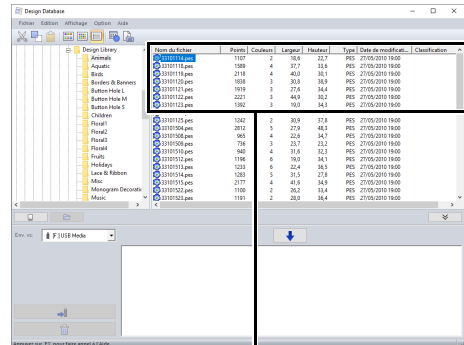 Design Database
Fichier Edition Affichage Option Aide
Design Library
Animals
Aquatic
Birds
Borders & Banners
Button Hole L
Button Hole M
Button Hole S
Children
Floral1
Floral2
Floral3
Floral4
Fruits
Holidays
Lace & Ribbon
Misc
Monogram Decorativ
Music
Nom du fichier Points Couleurs Largeur Hauteur Type Date de modificati... Classification
33101114.pes 1107 2 18,6 22,7 PES 27/05/2010 19:00
33101118.pes 1589 4 37,7 33,6 PES 27/05/2010 19:00
33101119.pes 2118 4 40,0 30,1 PES 27/05/2010 19:00
33101120.pes 1838 3 30,8 38,9 PES 27/05/2010 19:00
33101121.pes 1919 3 27,6 34,4 PES 27/05/2010 19:00
33101122.pes 2221 3 44,9 30,2 PES 27/05/2010 19:00
33101123.pes 392 3 19,0 34,3 PES 27/05/2010 19:00
33101125.pes 1242 2 30,9 37,8 PES 27/05/2010 19:00
33101504.pes 2812 5 27,9 48,3 PES 27/05/2010 19:00
33101508.pes 965 4 22,6 34,7 PES 27/05/2010 19:00
33101509.pes 736 3 23,7 23,2 PES 27/05/2010 19:00
33101510.pes 940 4 31,6 32,3 PES 27/05/2010 19:00
33101512.pes 1196 6 19,0 34,1 PES 27/05/2010 19:00
33101513.pes 1233 6 22,4 36,5 PES 27/05/2010 19:00
33101514.pes 1283 5 31,5 27,8 PES 27/05/2010 19:00
33101515.pes 2177 4 41,6 34,9 PES 27/05/2010 19:00
33101522.pes 1100 2 26,2 33,4 PES 27/05/2010 19:00
33101523.pes 1191 2 28,0 36,4 PES 27/05/2010 19:00
Env. vs: [F:]USB Media
Appuyer sur 'F1' pour faire appel à l'Aide